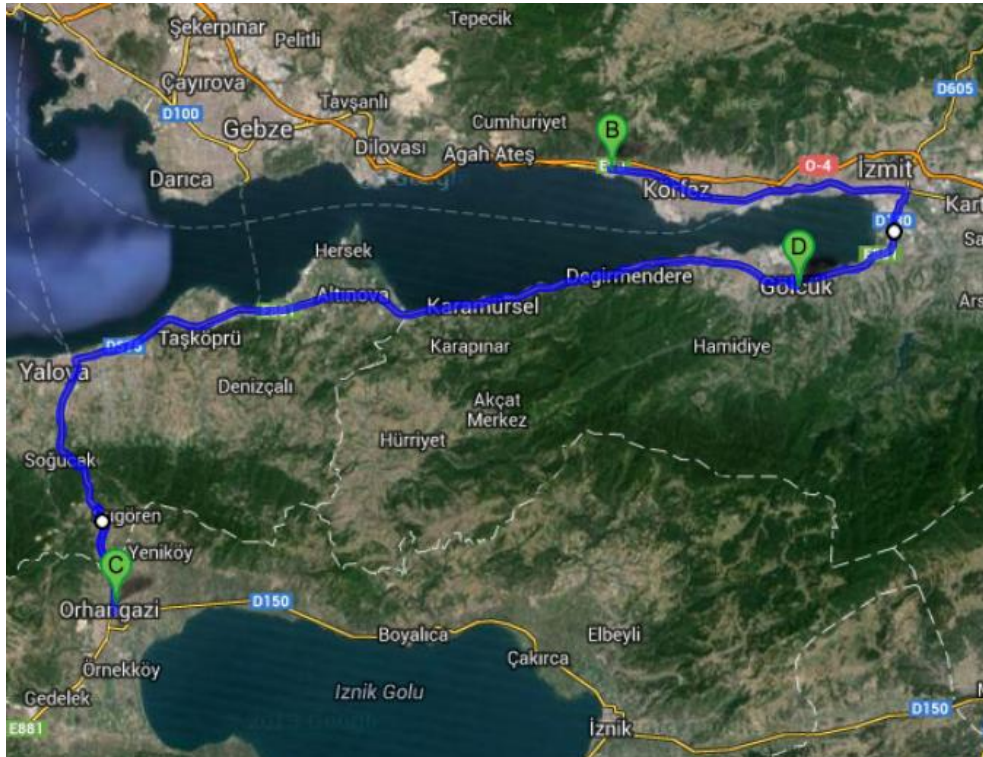 Tepecik
Şekerpınar
Pelitli
Çayırova
Tavşanlı
D605
D100
Gebze
Cumhuriyet
B
Dilovası
Agah Ateş
O-4
İzmit
Darıca
Körfez
Kart
D
Hersek
Sa
Altınova
Değirmendere
Gölcük
Karamürsel
Ars
Taşköprü
Karapınar
Hamidiye
Yalova
Denizçalı
Akçat
Merkez
Hürriyet
Soğucak
Yeniköy
C
Orhangazi
D150
Boyalıca
Elbeyli
Çakırca
Örnekköy
Gedelek
Iznik Golu
D150
E881
İznik